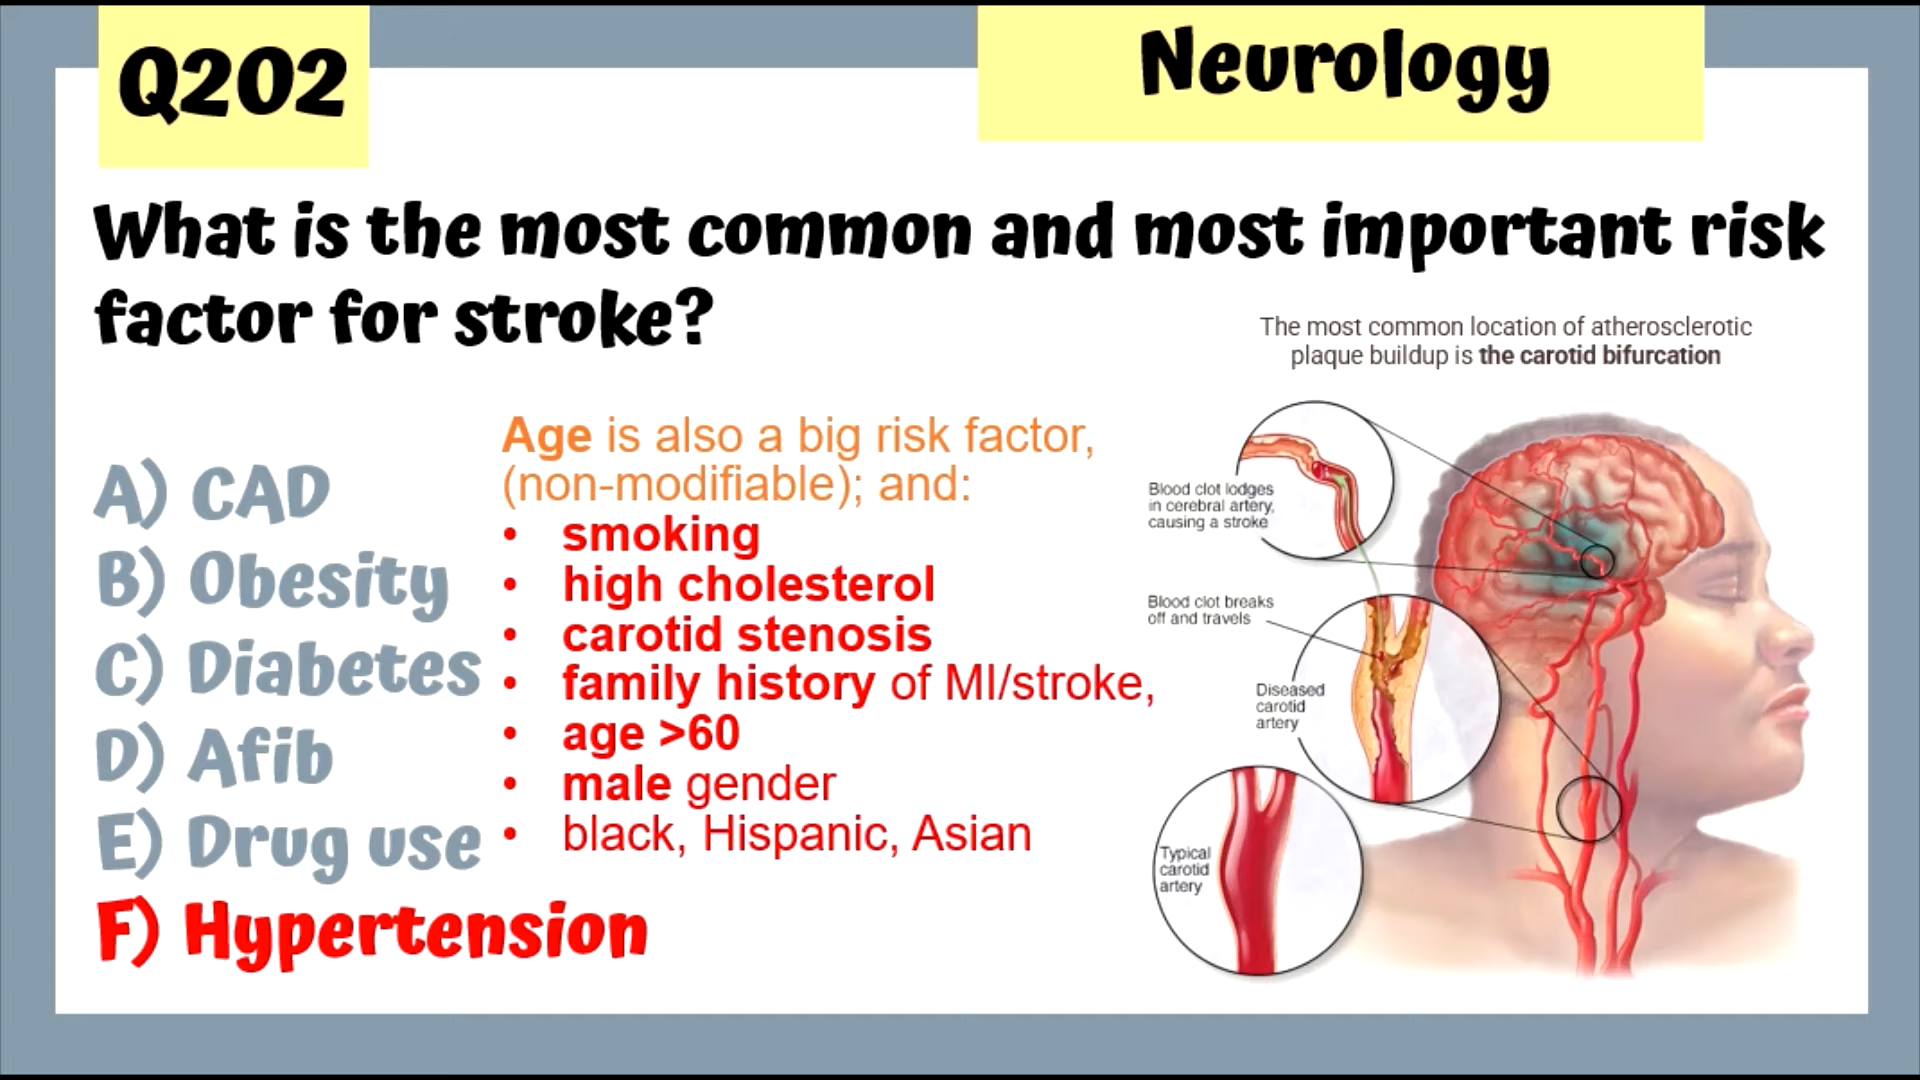 Q202
Neurology
What is the most common and most important risk
factor for stroke?
The most common location of atherosclerotic
plaque buildup is the carotid bifurcation
A) CAD
B) Obesity
C) Diabetes
D) Afib
E) Drug use
F) Hypertension
Age is also a big risk factor,
(non-modifiable); and:
• smoking
• high cholesterol
• carotid stenosis
• family history of MI/stroke,
• age >60
• male gender
• black, Hispanic, Asian
Blood clot lodges
in cerebral artery,
causing a stroke
Blood clot breaks
off and travels
Diseased
carotid
artery
Typical
carotid
artery